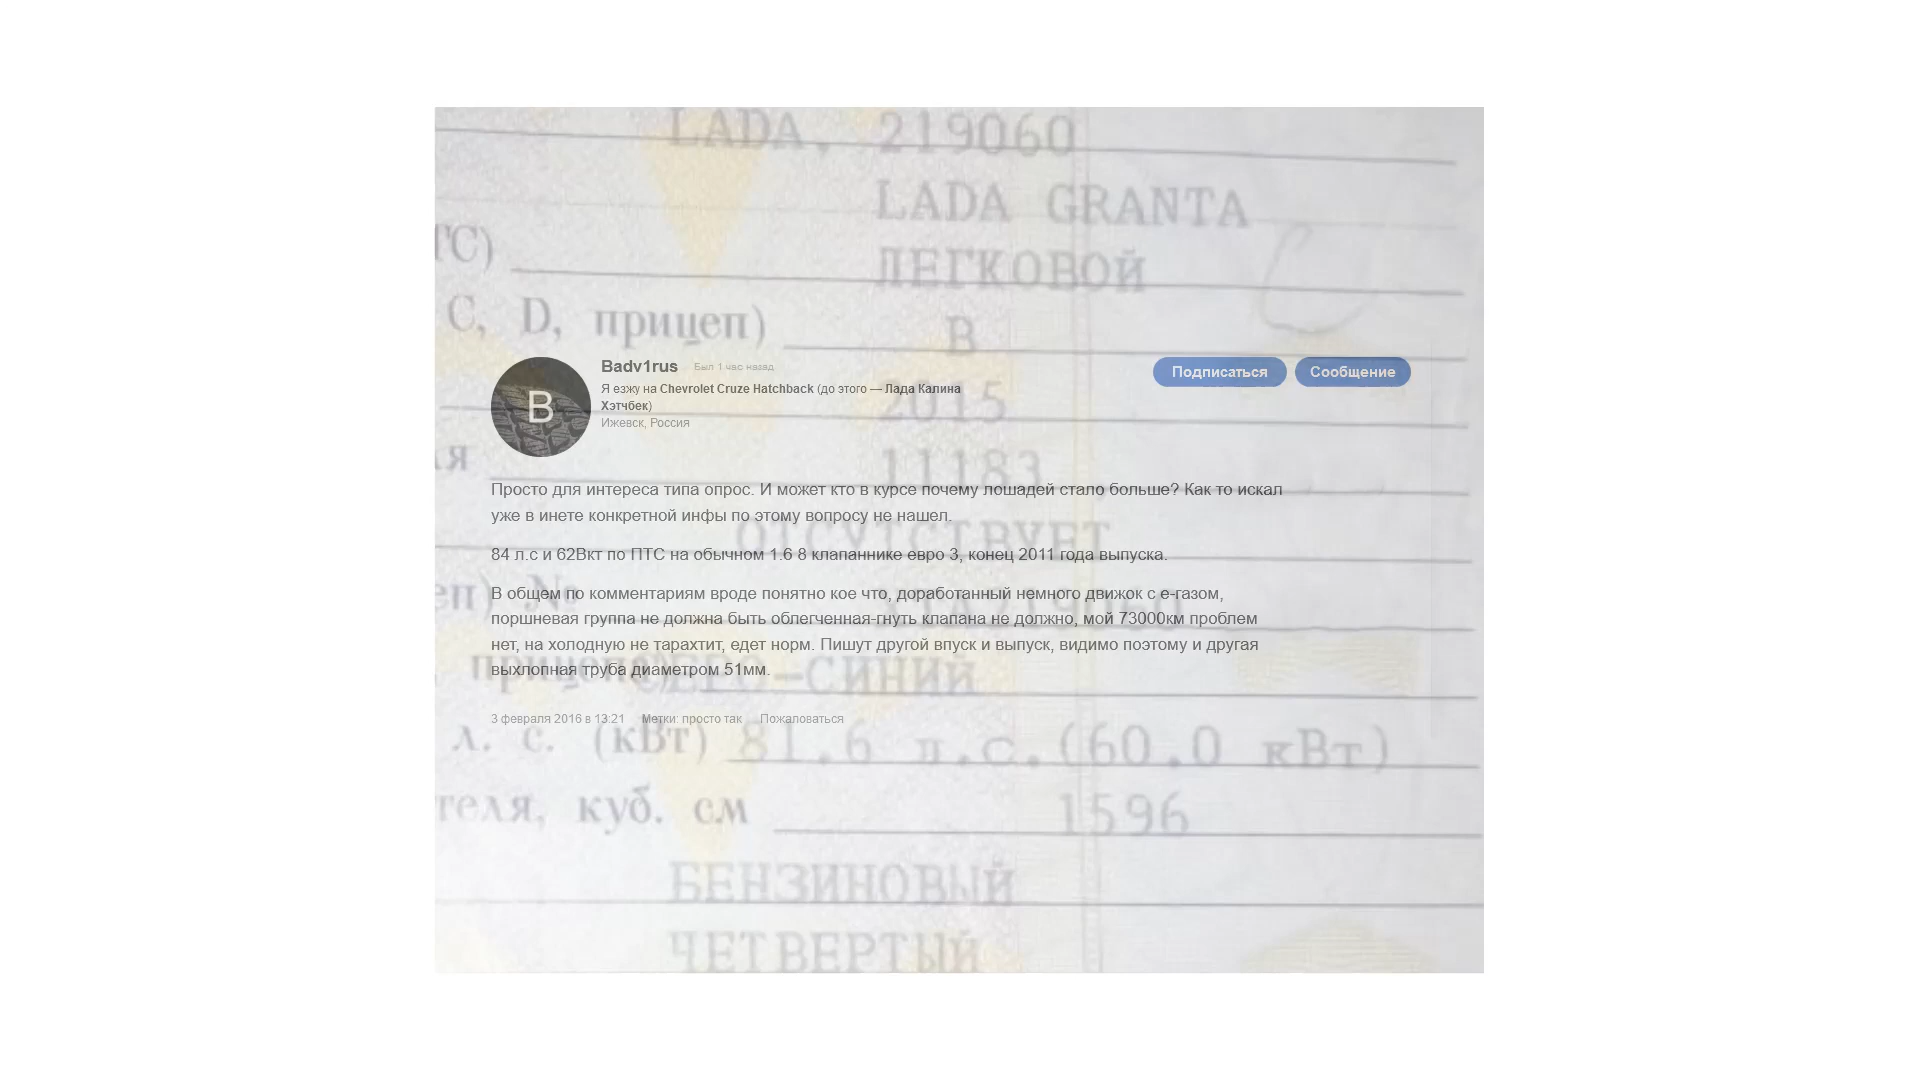 LADA, 219060
LADA GRANTA
ТС)
ЛЕГКОВОЙ
C, D, прицеп)
B
Badv1rus Был 1 час назад
Подписаться Сообщение
Я езжу на Chevrolet Cruze Hatchback (до этого — Лада Калина
Хэтчбек)
2015
Ижевск, Россия
В
11183
Просто для интереса типа опрос. И может кто в курсе почему лошадей стало больше? Как то искал
уже в инете конкретной инфы по этому вопросу не нашел.
ОТСУТСТВУЕТ
84 л.с и 62Вкт по ПТС на обычном 1.6 8 клапаннике евро 3, конец 2011 года выпуска.
№
В общем по комментариям вроде понятно кое что, доработанный немного движок с е-газом,
поршневая группа не должна быть облегченная-гнуть клапана не должно, мой 73000км проблем
нет, на холодную не тарахтит, едет норм. Пишут другой впуск и выпуск, видимо поэтому и другая
выхлопная труба диаметром 51мм.
прицепа) СЕРО-СИНИЙ
3 февраля 2016 в 13:21 Метки: просто так Пожаловаться
л. с. (кВт) 81.6 л.с.(60.0 кВт)
теля, куб. см 1596
БЕНЗИНОВЫЙ
ЧЕТВЕРТЫЙ